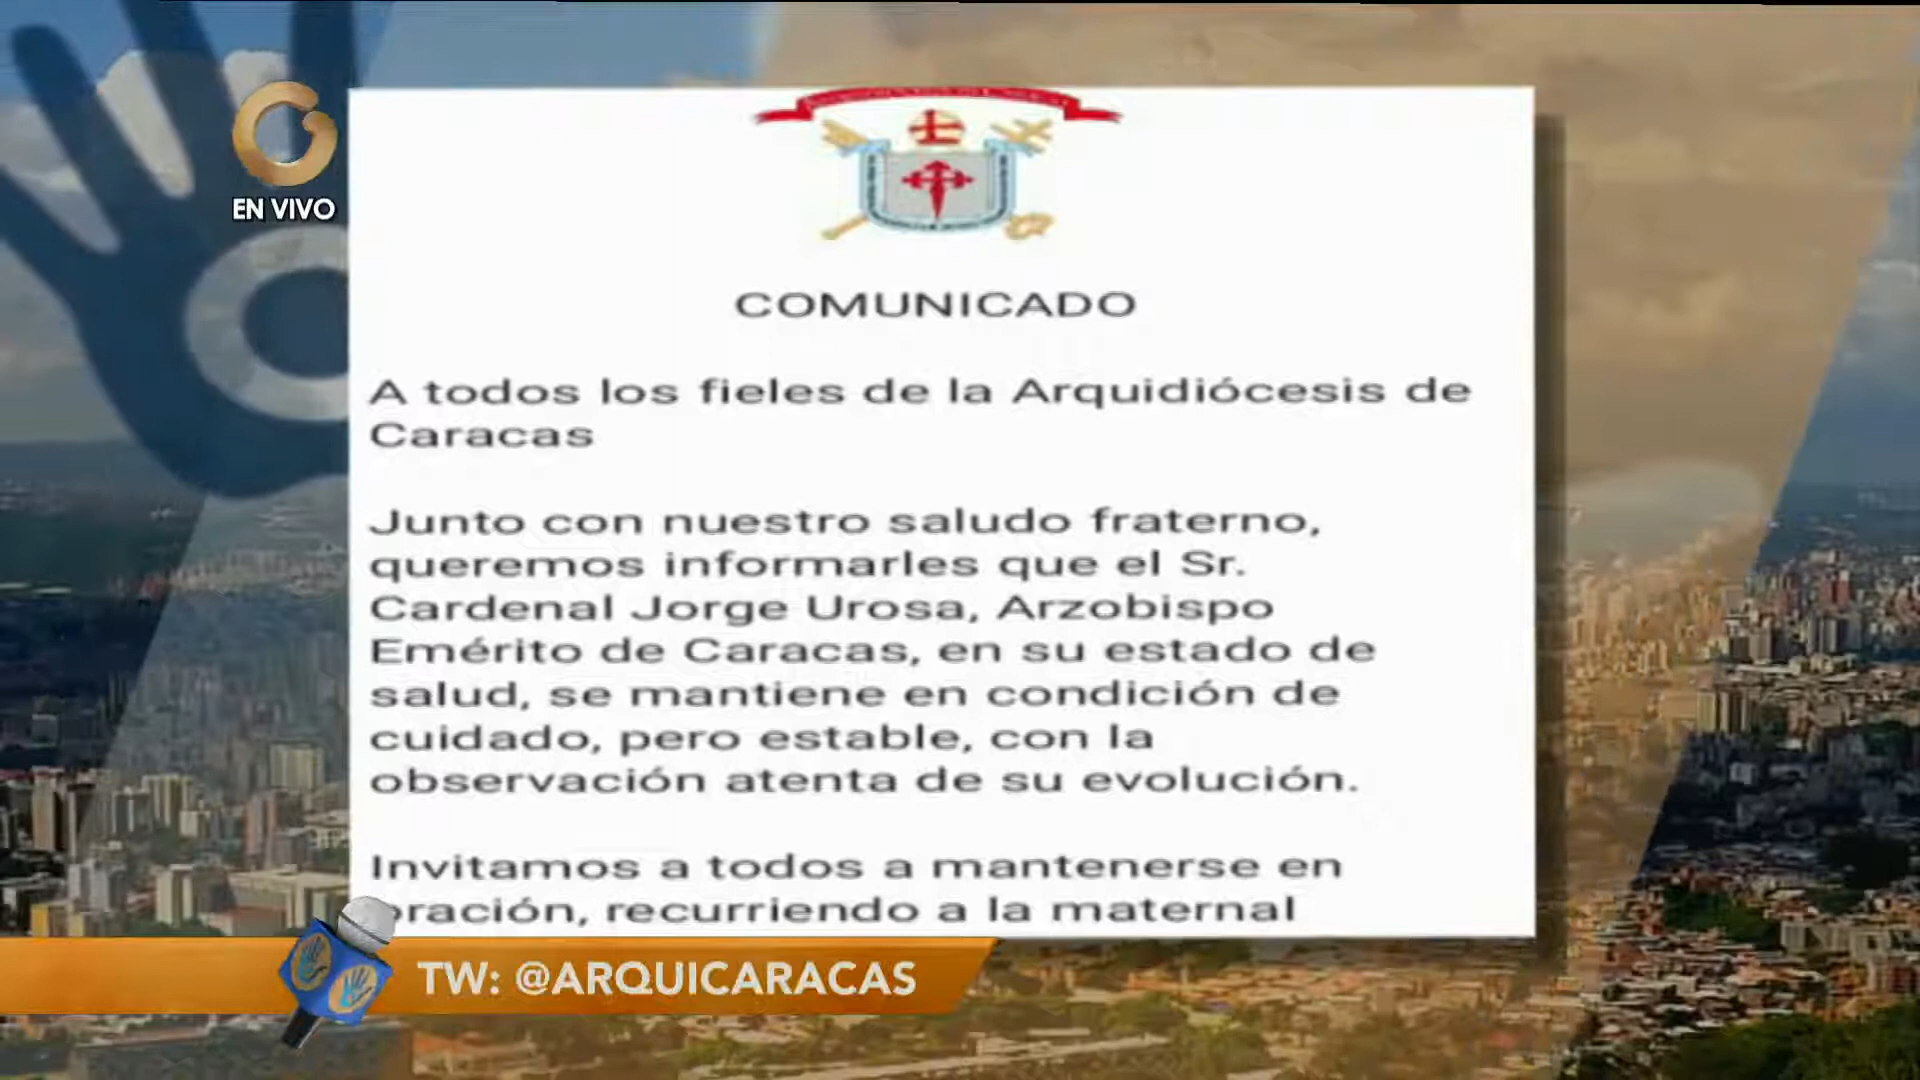 EN VIVO
COMUNICADO
A todos los fieles de la Arquidiócesis de
Caracas
Junto con nuestro saludo fraterno,
queremos informarles que el Sr.
Cardenal Jorge Urosa, Arzobispo
Emérito de Caracas, en su estado de
salud, se mantiene en condición de
cuidado, pero estable, con la
observación atenta de su evolución.
Invitamos a todos a mantenerse en
oración, recurriendo a la maternal
TW: @ARQUICARACAS